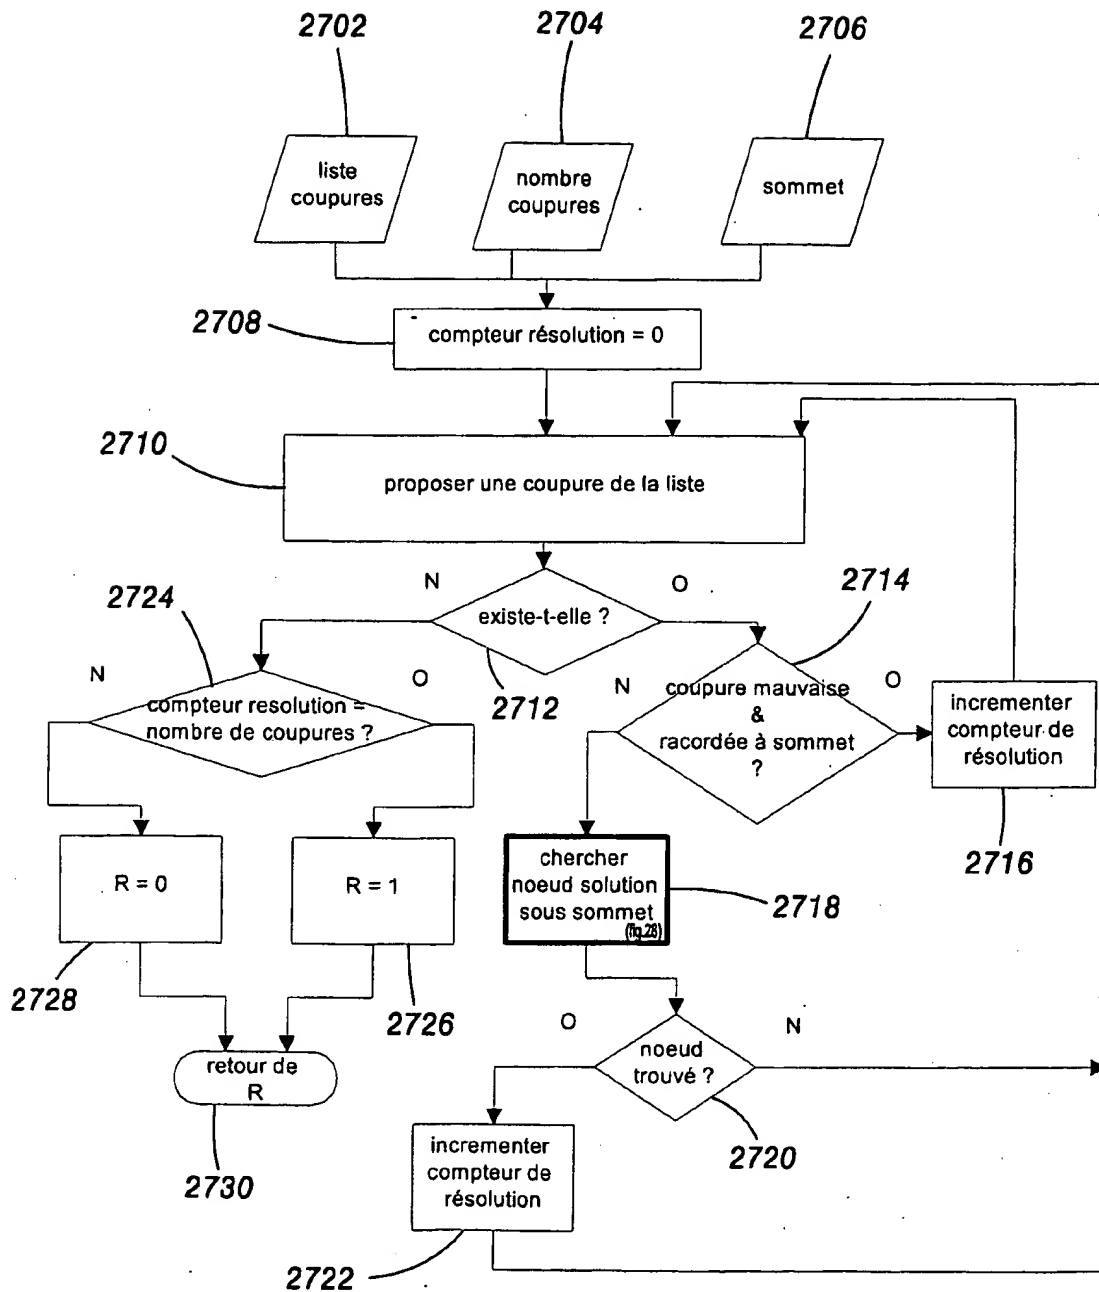 2702
2704
2706
liste
coupures
nombre
coupures
sommet
2708
compteur résolution = 0
2710
proposer une coupure de la liste
N
O
2714
2724
existe-t-elle ?
2712
N
O
compteur resolution =
nombre de coupures ?
N
O
coupure mauvaise
&
racordée à sommet
?
incrementer
compteur de
résolution
2716
R = 0
R = 1
chercher
noeud solution
sous sommet
(fig.28)
2718
2728
2726
O
N
noeud
trouvé ?
retour de
R
2720
2730
incrementer
compteur de
résolution
2722